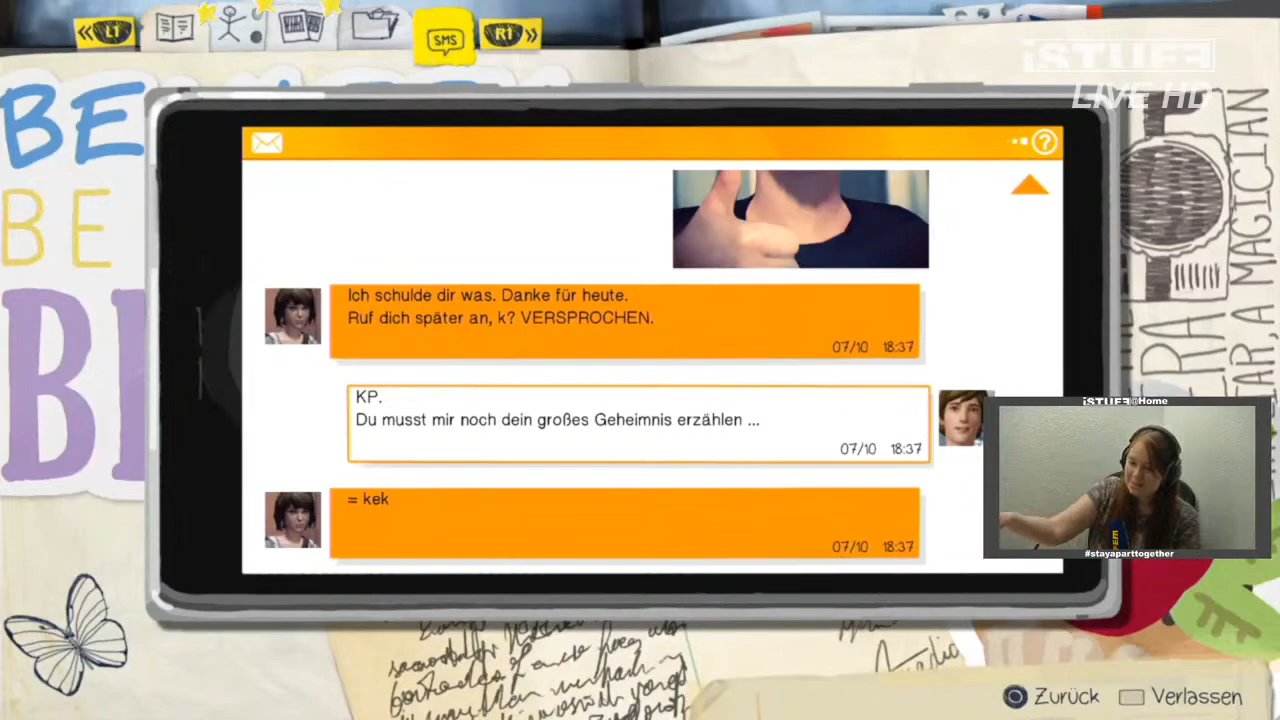 L1
SMS
R1
iSTUFF
LIVE HD
BE
BE
Ich schulde dir was. Danke für heute.
Ruf dich später an, k? VERSPROCHEN.
07/10 18:37
KP.
Du musst mir noch dein großes Geheimnis erzählen ...
07/10 18:37
= kek
07/10 18:37
iSTUFF@Home
#stayaparttogether
A MAGICIAN
Zurück
Verlassen